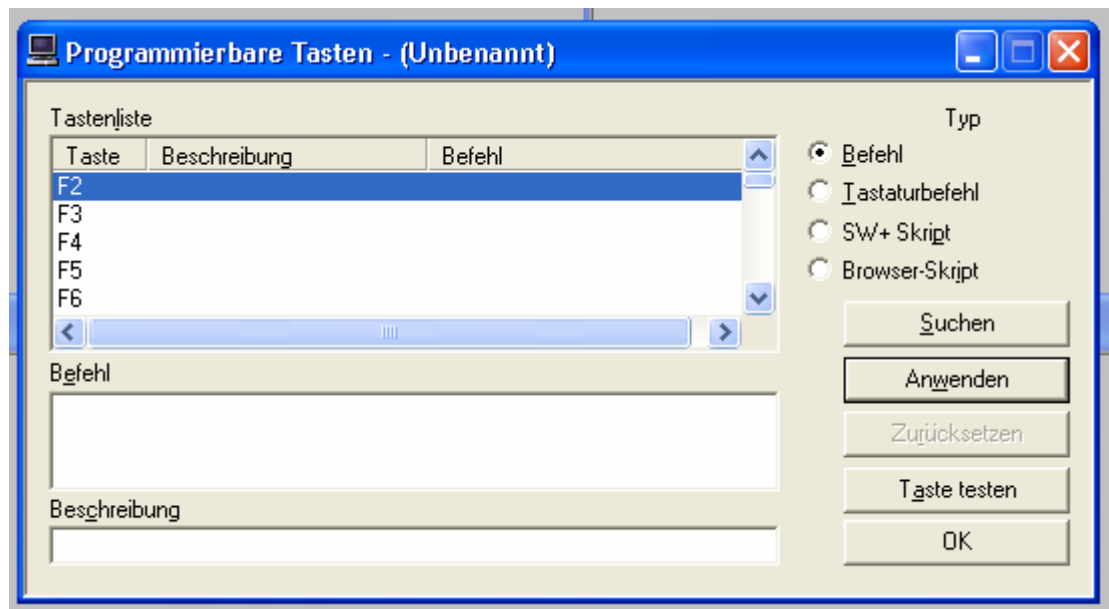 Programmierbare Tasten - (Unbenannt)
Tastenliste
Taste Beschreibung Befehl
F2
F3
F4
F5
F6
Befehl
Beschreibung
Typ
Befehl
Tastaturbefehl
SW+ Skript
Browser-Skript
Suchen
Anwenden
Zurücksetzen
Taste testen
OK